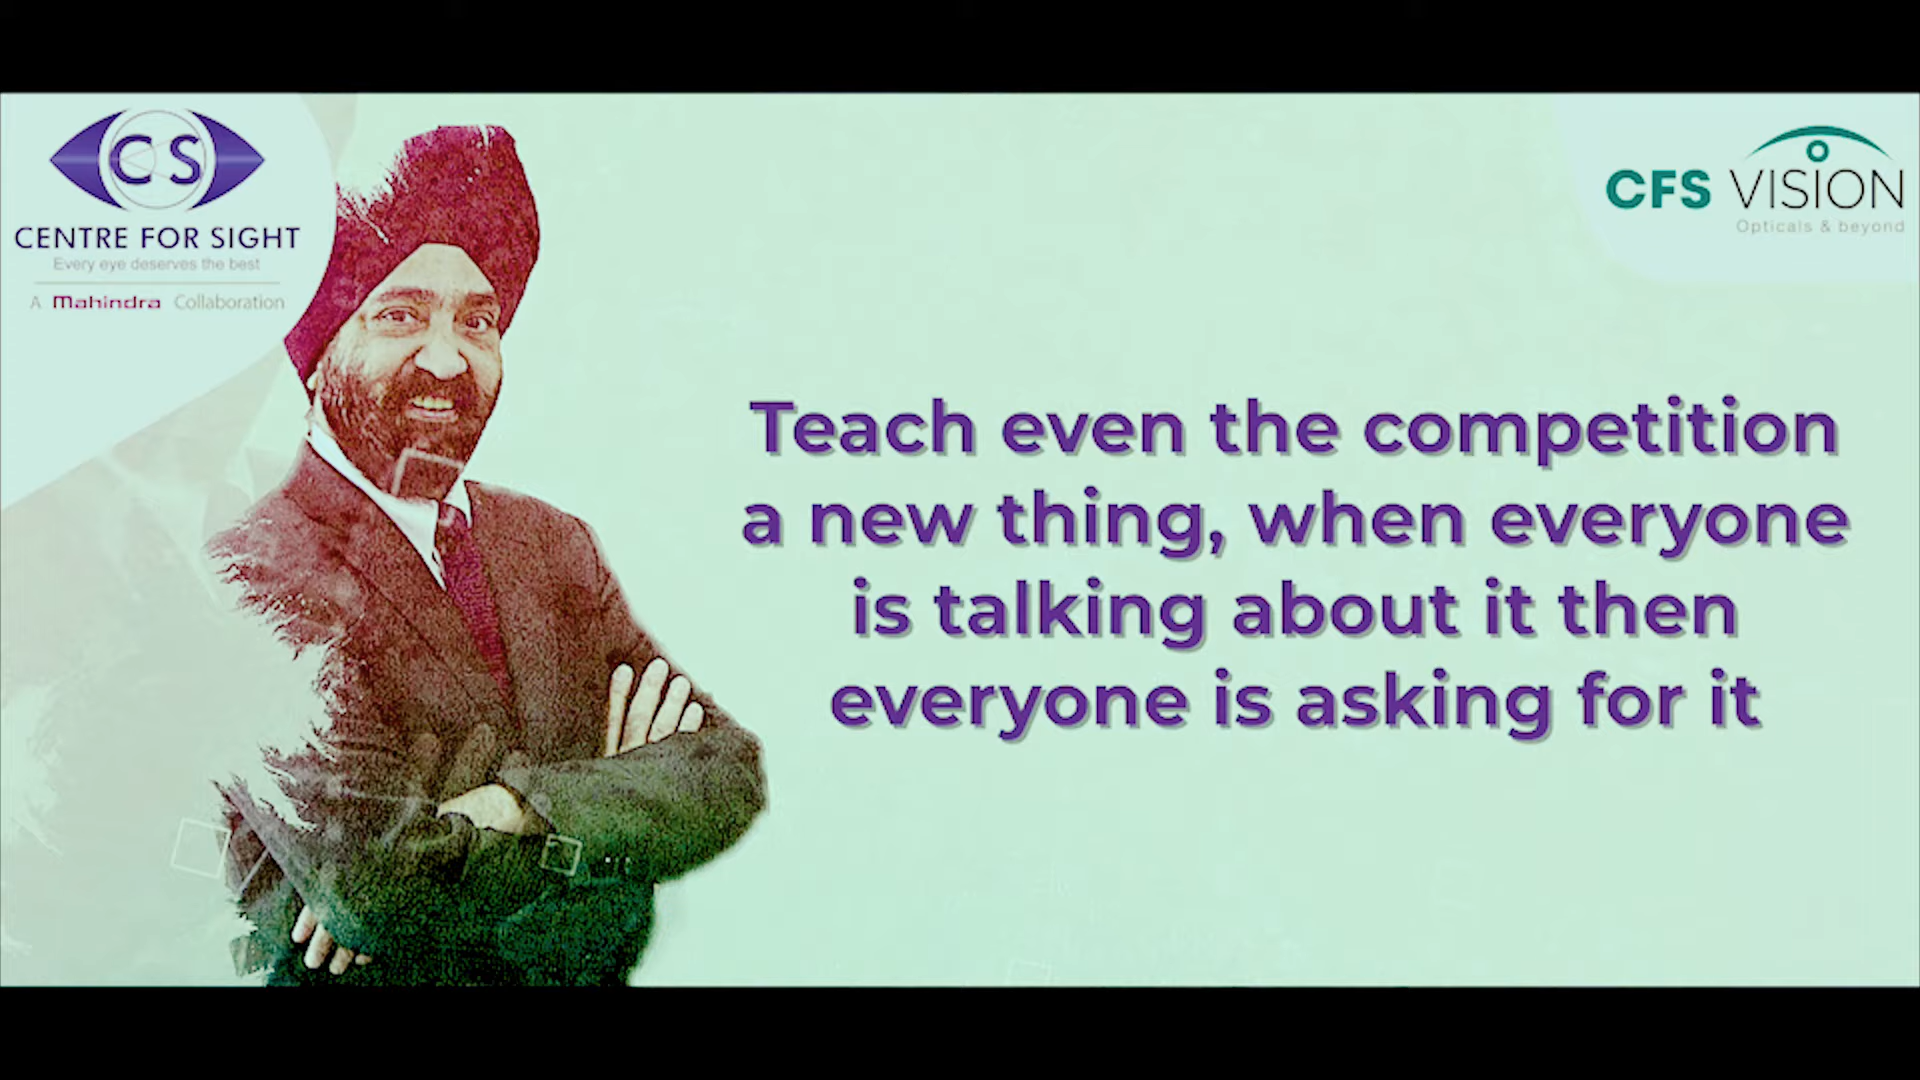 CS
CENTRE FOR SIGHT
Every eye deserves the best
A Mahindra Collaboration
CFS VISION
Opticals & beyond
Teach even the competition
a new thing, when everyone
is talking about it then
everyone is asking for it